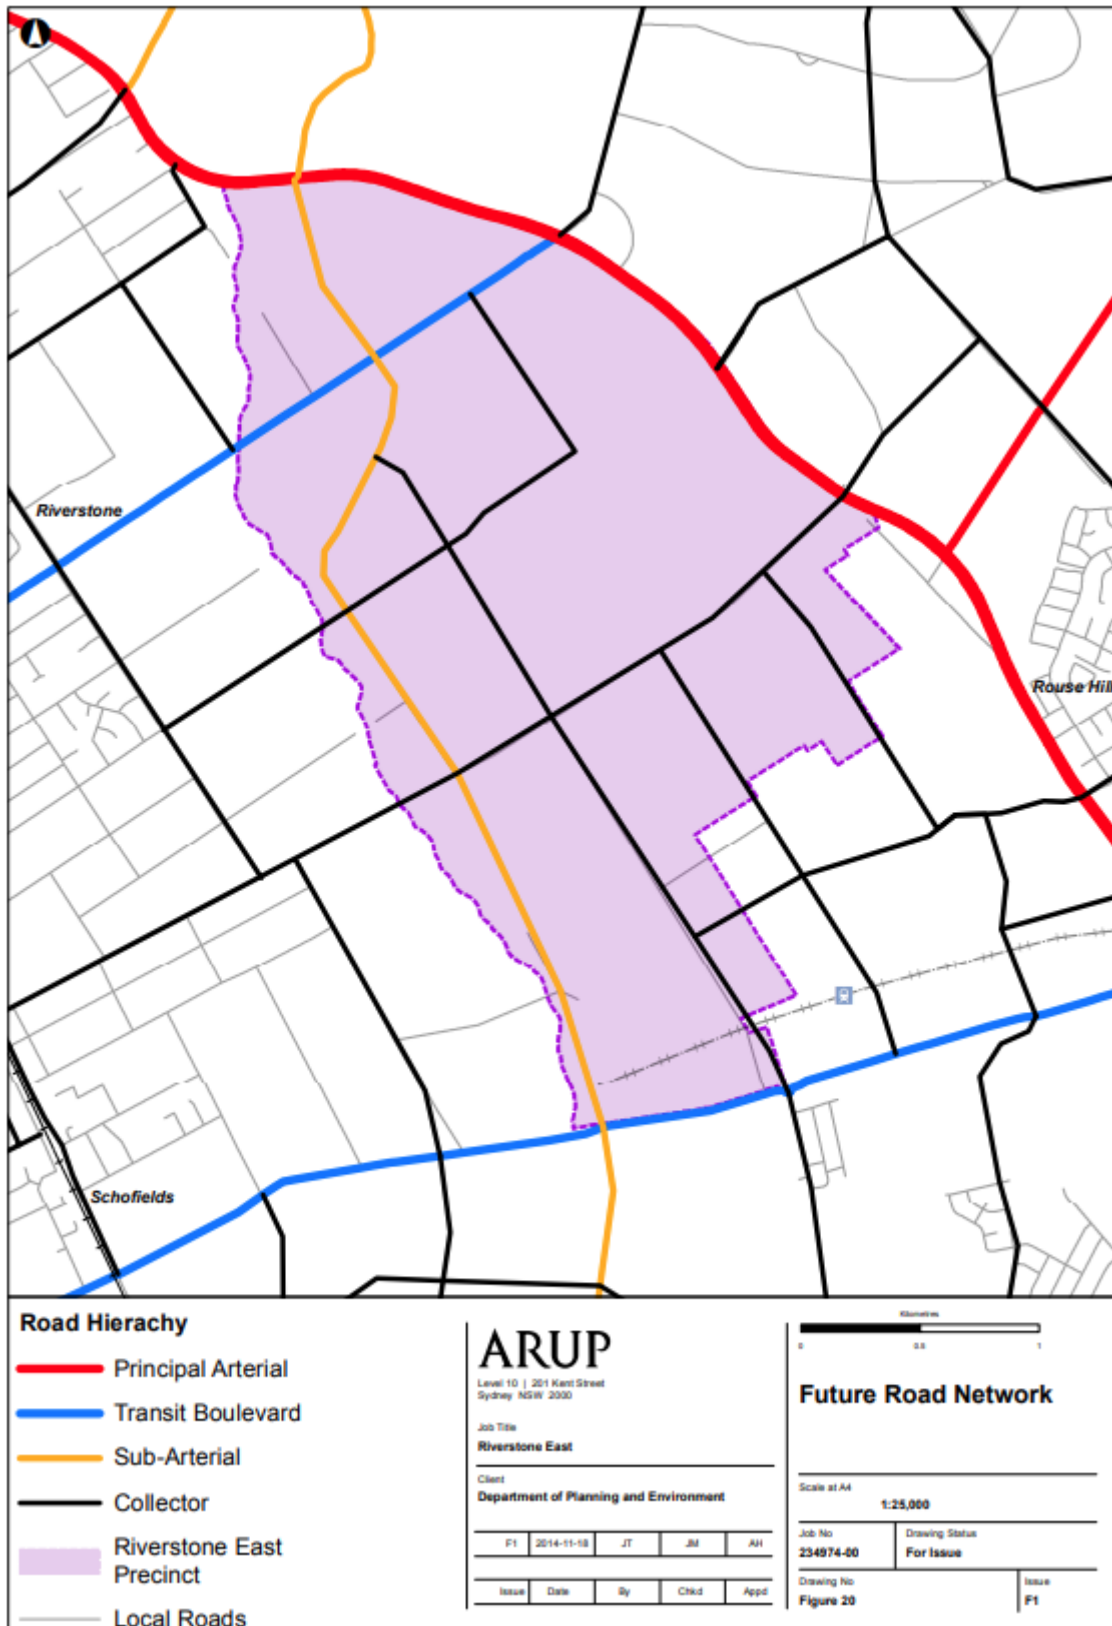 Riverstone
Rouse Hill
Schofields
Road Hierachy
Principal Arterial
Transit Boulevard
Sub-Arterial
Collector
Riverstone East
Precinct
Local Roads
ARUP
Level 10 | 201 Kent Street
Sydney NSW 2000
Job Title
Riverstone East
Client
Department of Planning and Environment
F1 2014-11-18 JT JM AH
Issue Date By Chkd Appd
Kilometres
0 0.5 1
Future Road Network
Scale at A4
1:25,000
Job No
234974-00
Drawing Status
For Issue
Drawing No
Figure 20
Issue
F1